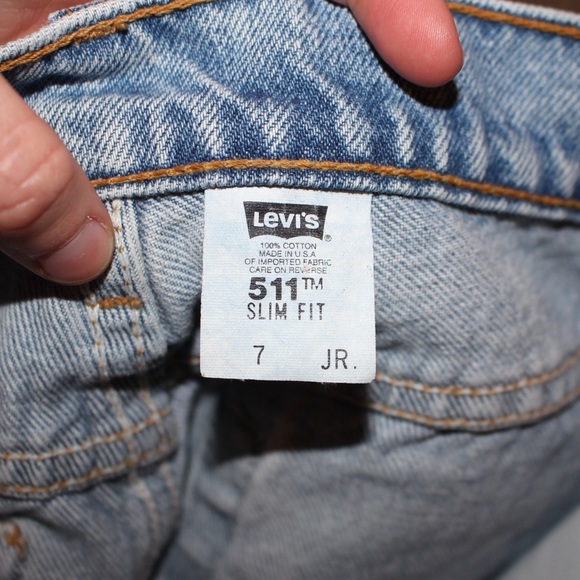 Levi's ®
100% COTTON
MADE IN U.S.A
OF IMPORTED FABRIC
CARE ON REVERSE
511™
SLIM FIT
7 JR.